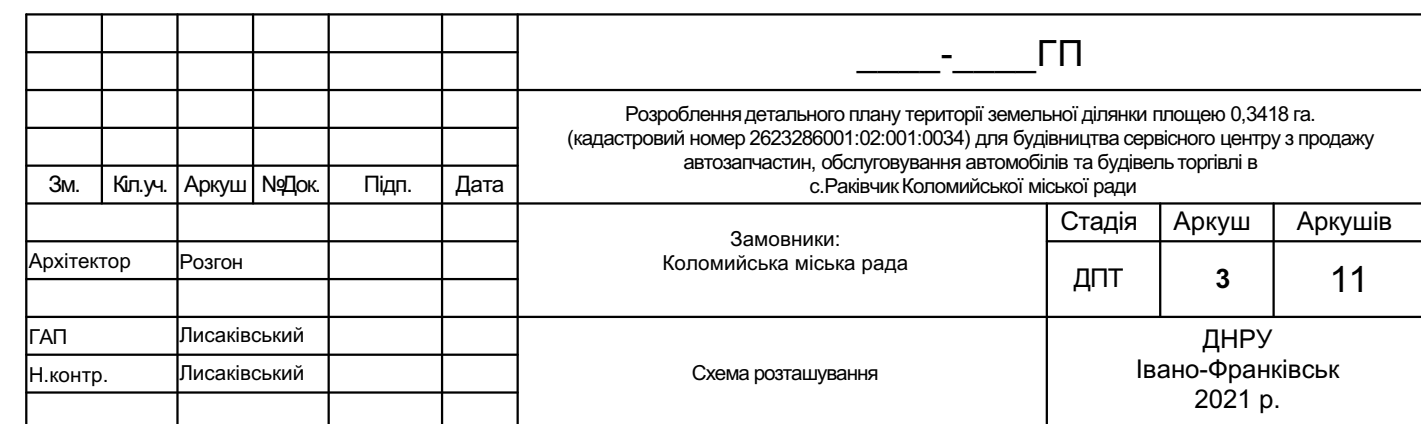 ____-____ГП
Розроблення детального плану території земельної ділянки площею 0,3418 га.
(кадастровий номер 2623286001:02:001:0034) для будівництва сервісного центру з продажу
автозапчастин, обслуговування автомобілів та будівель торгівлі в
с.Раківчик Коломийської міської ради
Зм. Кіл.уч. Аркуш №Док. Підп. Дата
Замовники:
Коломийська міська рада
Стадія Аркуш Аркушів
Архітектор Розгон
ДПТ 3 11
ГАП Лисаківський
Н.контр. Лисаківський
Схема розташування
ДНРУ
Івано-Франківськ
2021 р.